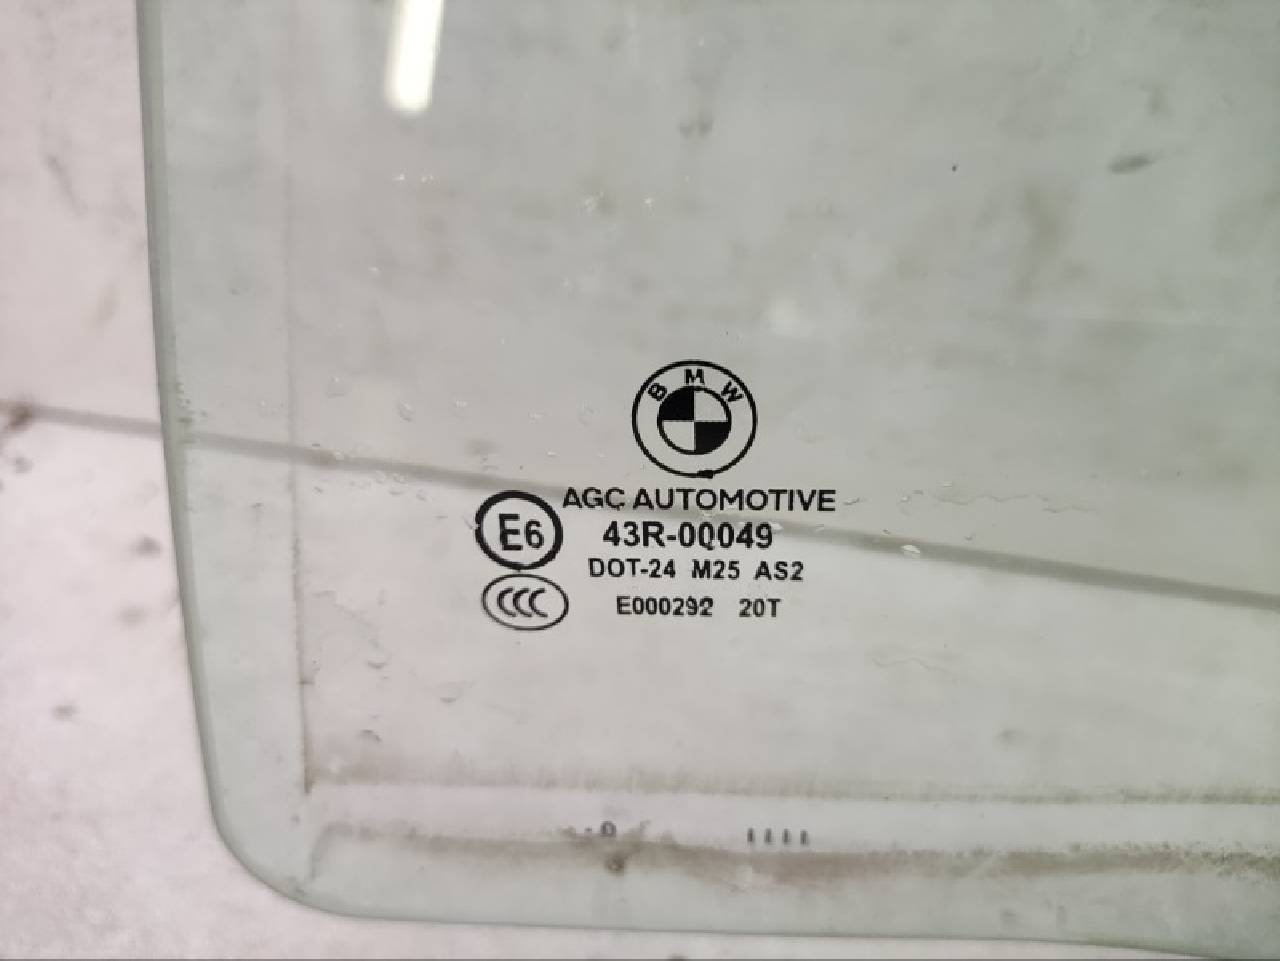 BMW
AGC AUTOMOTIVE
E6 43R-00049
DOT-24 M25 AS2
CCC E000292 20T